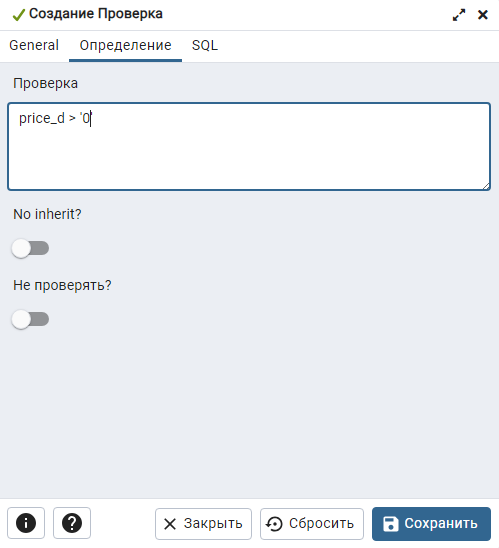 Создание Проверка
General Определение SQL
Проверка
price_d > '0'
No inherit?
Не проверять?
Закрыть Сбросить Сохранить